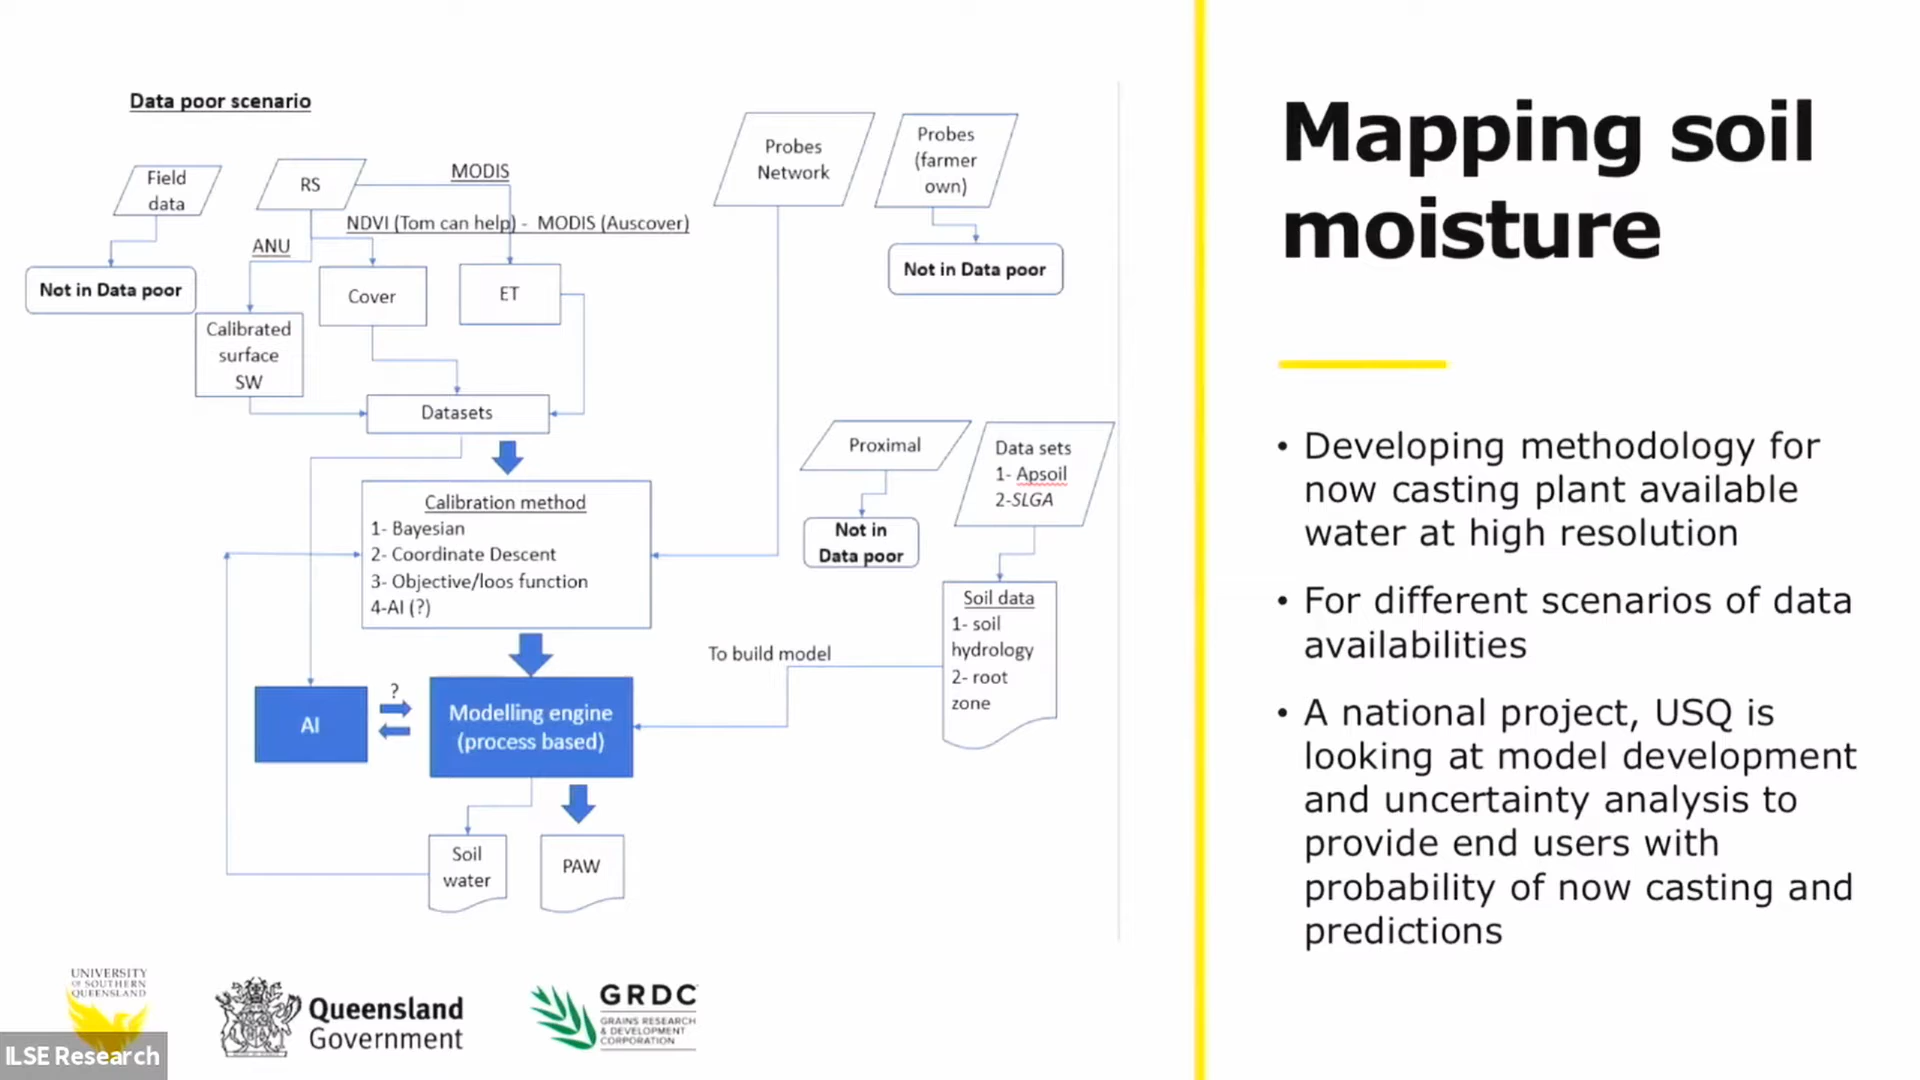 Data poor scenario
Field
data
RS
MODIS
NDVI (Tom can help) - MODIS (Auscover)
ANU
Not in Data poor
Cover
ET
Calibrated
surface
SW
Datasets
Probes
Network
Probes
(farmer
own)
Not in Data poor
Calibration method
1- Bayesian
2- Coordinate Descent
3- Objective/loos function
4-AI (?)
Proximal
Not in
Data poor
Data sets
1- Apsoil
2-SLGA
Soil data
1- soil
hydrology
2- root
zone
To build model
AI
?
Modelling engine
(process based)
Soil
water
PAW
UNIVERSITY
OF SOUTHERN
QUEENSLAND
Queensland
Government
GRDC
GRAINS RESEARCH
& DEVELOPMENT
CORPORATION
ILSE Research
Mapping soil
moisture
• Developing methodology for
now casting plant available
water at high resolution
• For different scenarios of data
availabilities
• A national project, USQ is
looking at model development
and uncertainty analysis to
provide end users with
probability of now casting and
predictions